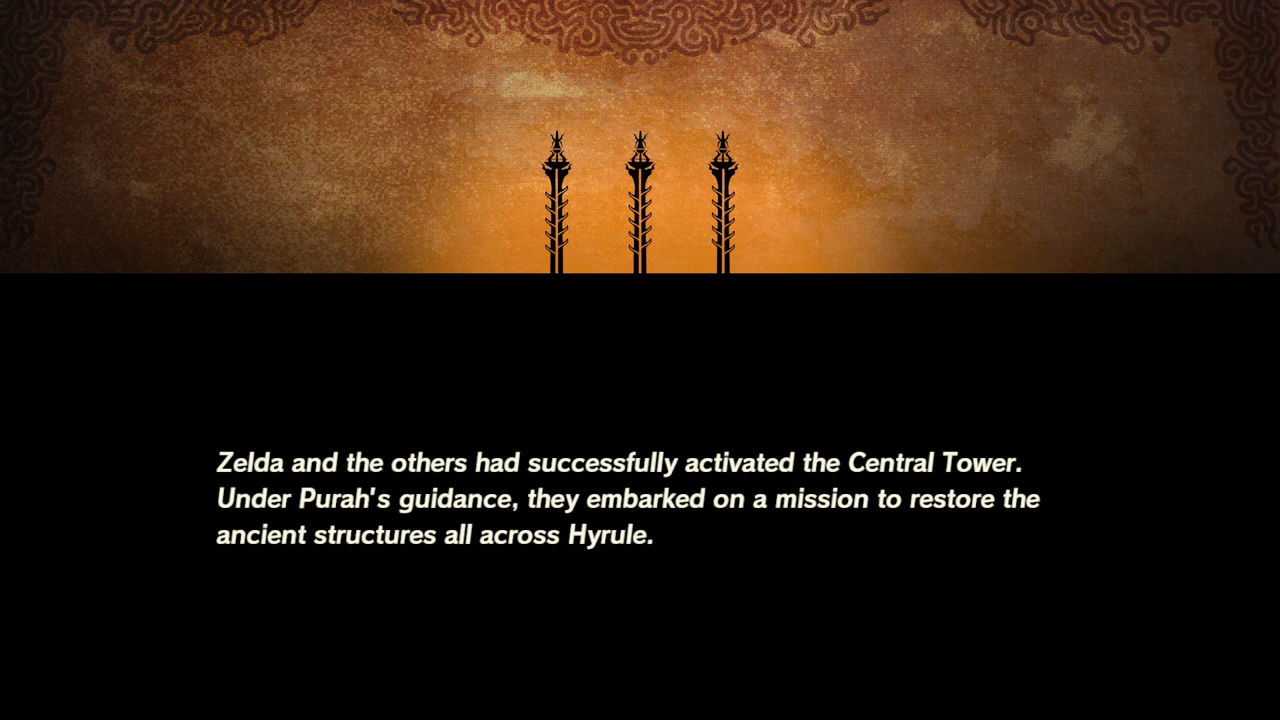 Zelda and the others had successfully activated the Central Tower.
Under Purah's guidance, they embarked on a mission to restore the
ancient structures all across Hyrule.